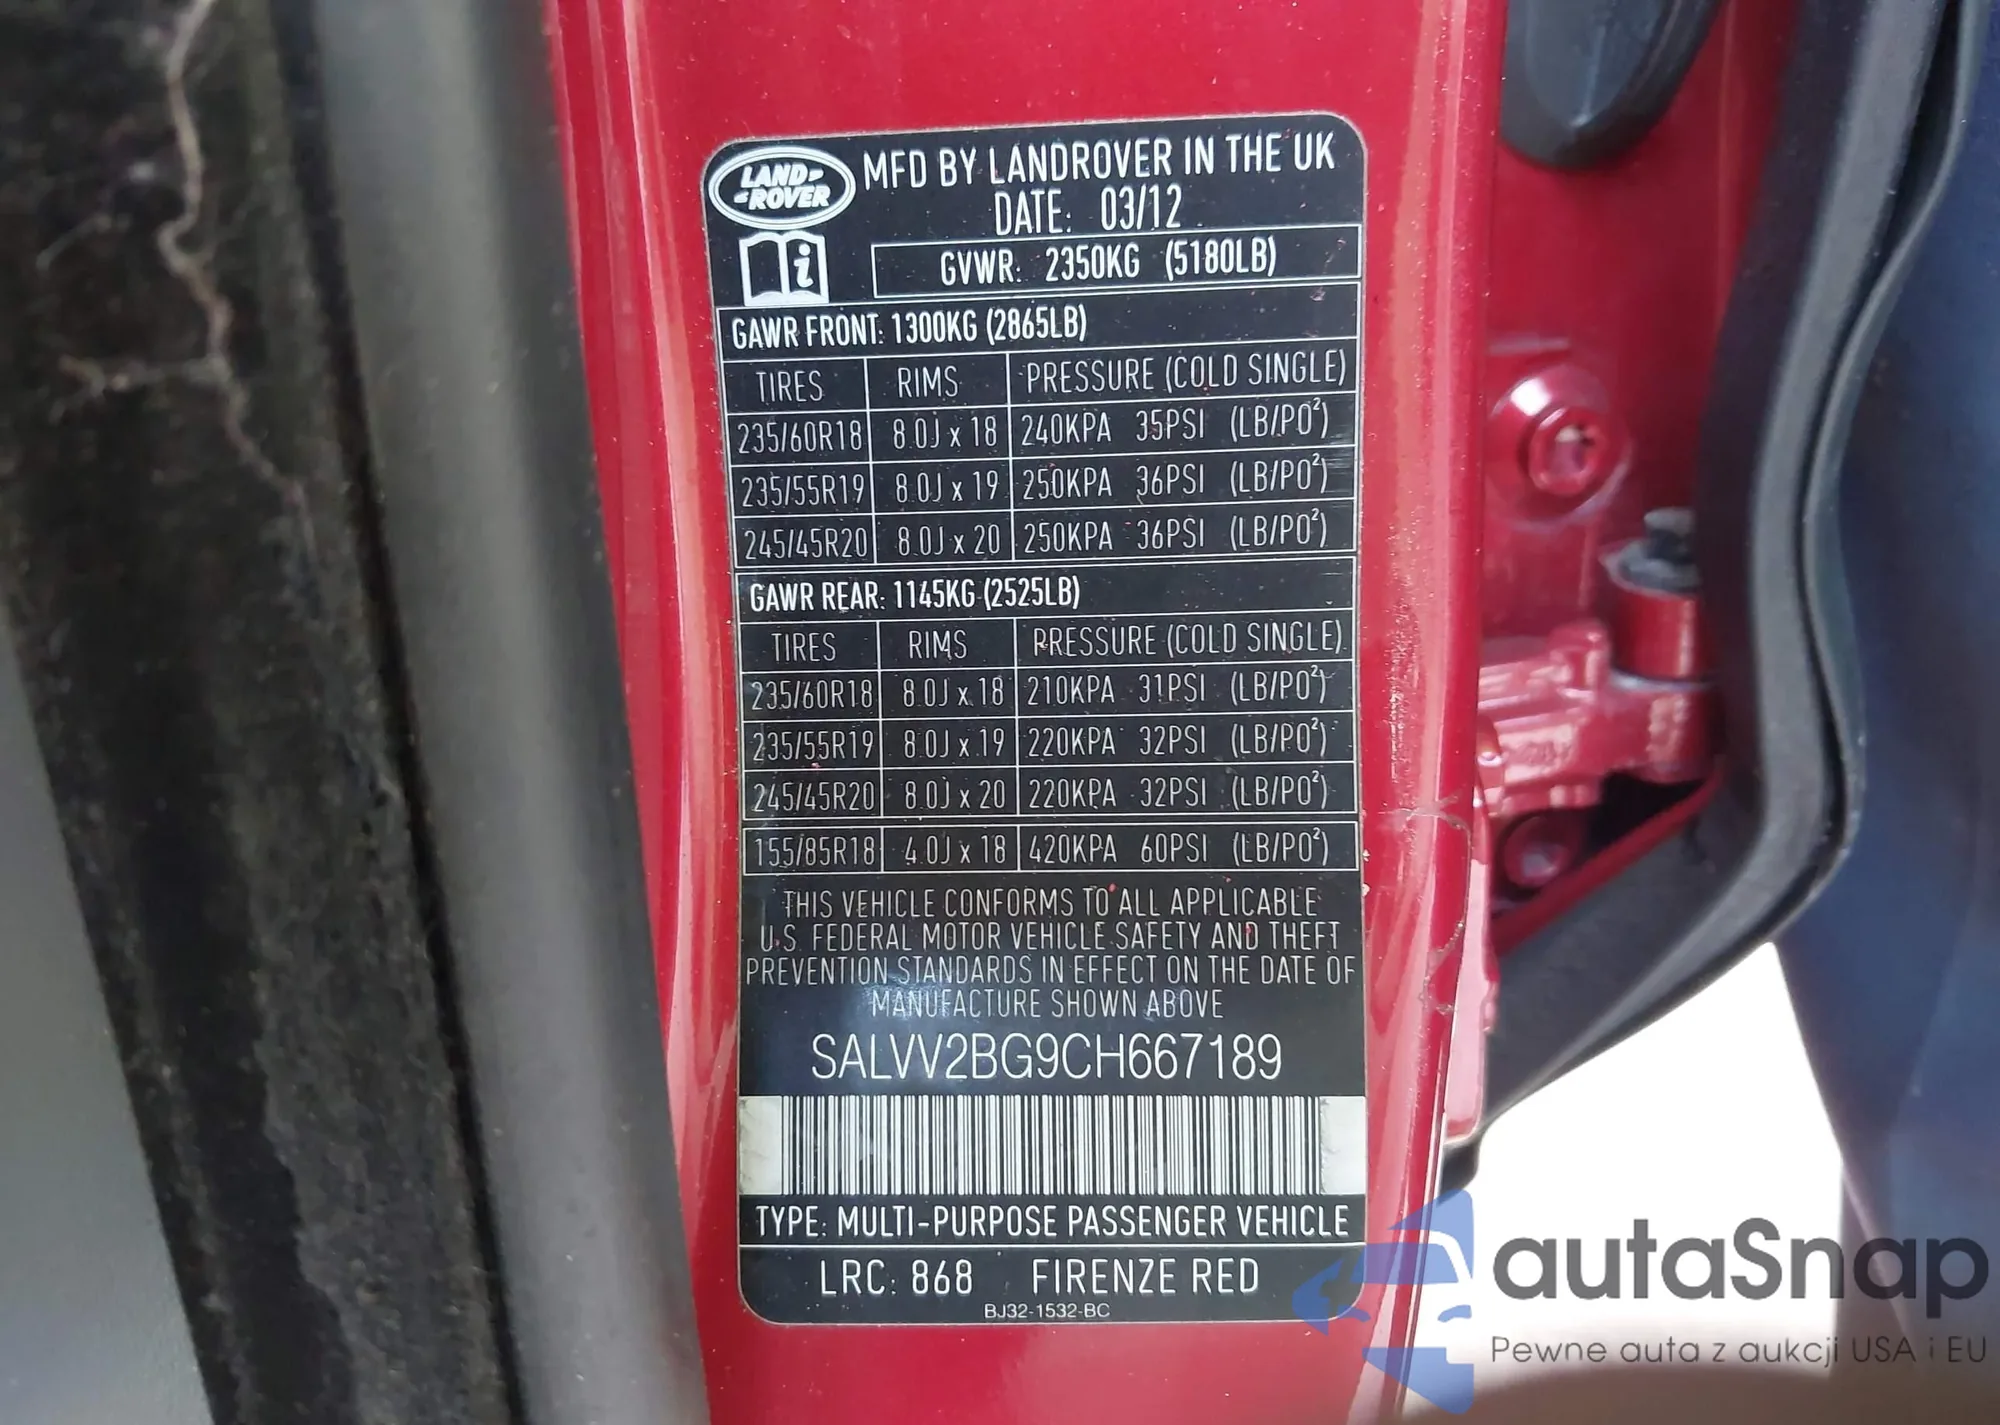 LAND-
-ROVER
MFD BY LANDROVER IN THE UK
DATE: 03/12
i
GVWR: 2350KG (5180LB)
GAWR FRONT: 1300KG (2865LB)
TIRES RIMS PRESSURE (COLD SINGLE)
235/60R18 8.0J x 18 240KPA 35PSI (LB/PO²)
235/55R19 8.0J x 19 250KPA 36PSI (LB/PO²)
245/45R20 8.0J x 20 250KPA 36PSI (LB/PO²)
GAWR REAR: 1145KG (2525LB)
TIRES RIMS PRESSURE (COLD SINGLE)
235/60R18 8.0J x 18 210KPA 31PSI (LB/PO²)
235/55R19 8.0J x 19 220KPA 32PSI (LB/PO²)
245/45R20 8.0J x 20 220KPA 32PSI (LB/PO²)
155/85R18 4.0J x 18 420KPA 60PSI (LB/PO²)
THIS VEHICLE CONFORMS TO ALL APPLICABLE
U.S. FEDERAL MOTOR VEHICLE SAFETY AND THEFT
PREVENTION STANDARDS IN EFFECT ON THE DATE OF
MANUFACTURE SHOWN ABOVE
SALVV2BG9CH667189
TYPE: MULTI-PURPOSE PASSENGER VEHICLE
LRC: 868 FIRENZE RED
BJ32-1532-BC
autaSnap
Pewne auta z aukcji USA i EU